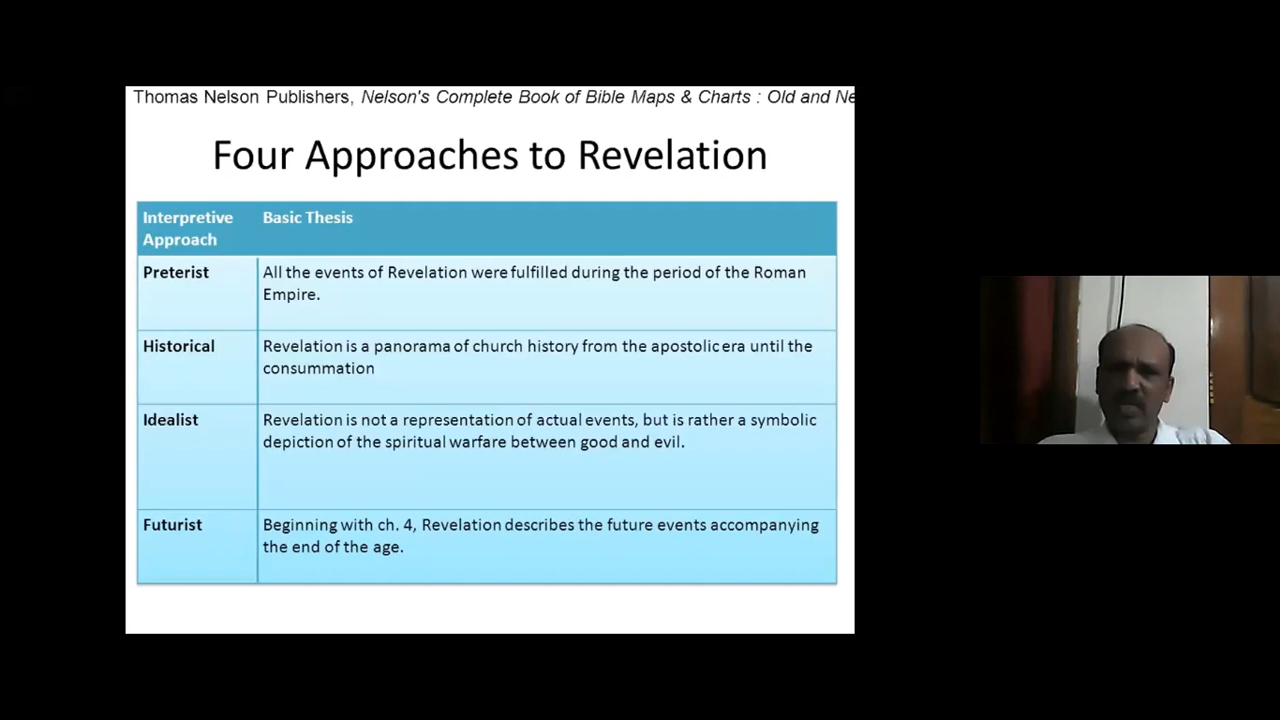 Thomas Nelson Publishers, Nelson's Complete Book of Bible Maps & Charts : Old and Ne
Four Approaches to Revelation
Interpretive
Approach
Basic Thesis
Preterist
All the events of Revelation were fulfilled during the period of the Roman
Empire.
Historical
Revelation is a panorama of church history from the apostolic era until the
consummation
Idealist
Revelation is not a representation of actual events, but is rather a symbolic
depiction of the spiritual warfare between good and evil.
Futurist
Beginning with ch. 4, Revelation describes the future events accompanying
the end of the age.